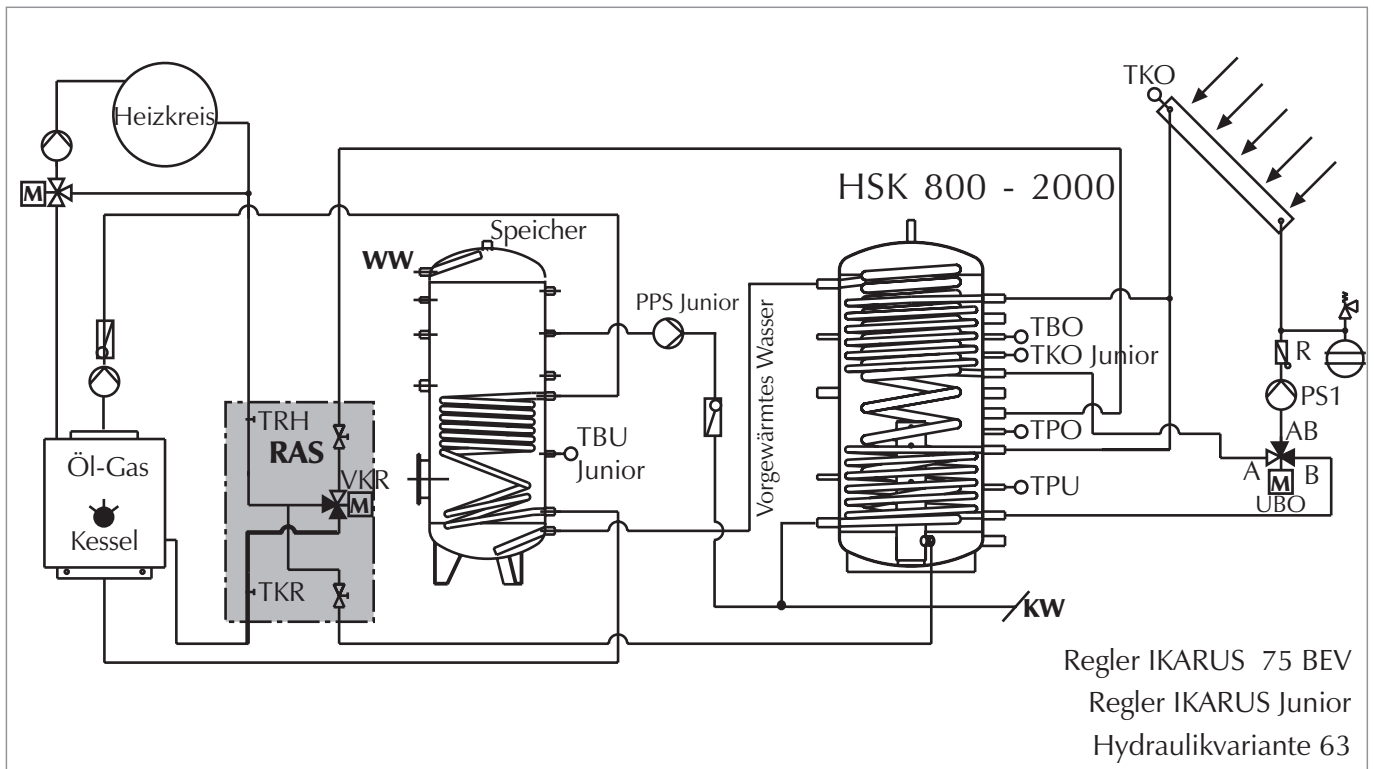 TKO
Heizkreis
M
HSK 800 - 2000
Speicher
WW
PPS Junior
Vorgewärmtes Wasser
TBO
TKO Junior
R
PS1
TRH
RAS
VKR
M
TBU
Junior
TPO
TPU
AB
A
B
M
UBO
Öl-Gas
Kessel
TKR
KW
Regler IKARUS 75 BEV
Regler IKARUS Junior
Hydraulikvariante 63